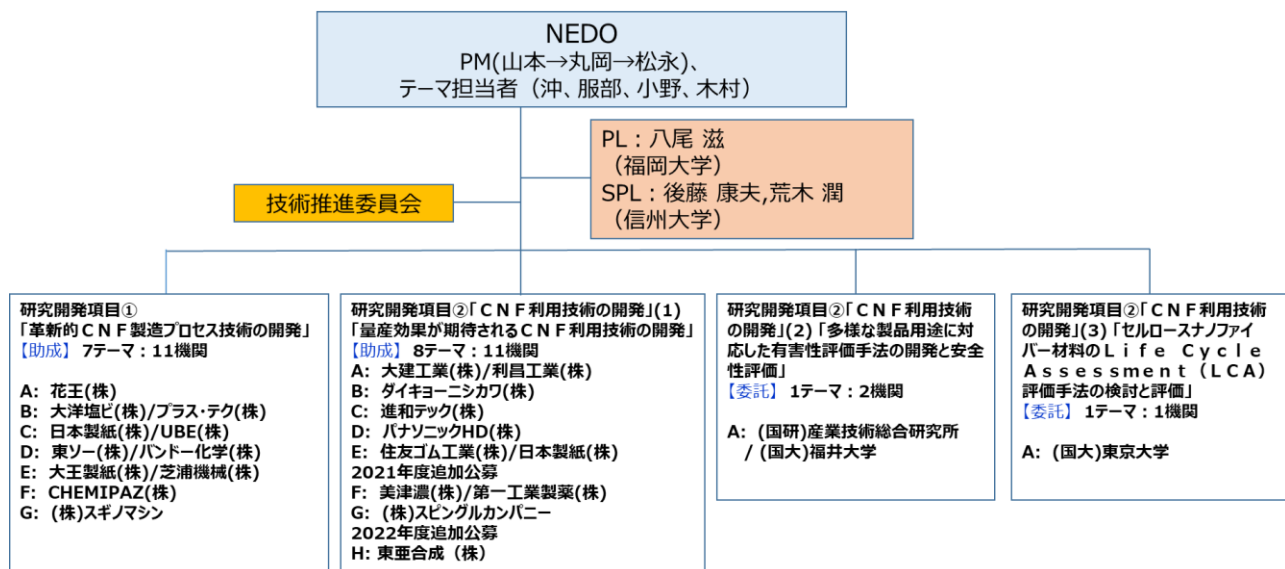 NEDO
PM(山本→丸岡→松永)、
テーマ担当者（沖、服部、小野、木村）
PL：八尾 滋
（福岡大学）
SPL：後藤 康夫,荒木 潤
（信州大学）
技術推進委員会
研究開発項目①
「革新的ＣＮＦ製造プロセス技術の開発」
【助成】 7テーマ：11機関
A: 花王(株)
B: 大洋塩ビ(株)/プラス・テク(株)
C: 日本製紙(株)/UBE(株)
D: 東ソー(株)/バンドー化学(株)
E: 大王製紙(株)/芝浦機械(株)
F: CHEMIPAZ(株)
G: (株)スギノマシン
研究開発項目②「ＣＮＦ利用技術の開発」(1)
「量産効果が期待されるＣＮＦ利用技術の開発」
【助成】 8テーマ：11機関
A: 大建工業(株)/利昌工業(株)
B: ダイキョーニシカワ(株)
C: 進和テック(株)
D: パナソニックHD(株)
E: 住友ゴム工業(株)/日本製紙(株)
2021年度追加公募
F: 美津濃(株)/第一工業製薬(株)
G: (株)スピングルカンパニー
2022年度追加公募
H: 東亜合成（株）
研究開発項目②「ＣＮＦ利用技術
の開発」(2)「多様な製品用途に対
応した有害性評価手法の開発と安全
性評価」
【委託】 1テーマ：2機関
A: (国研)産業技術総合研究所
/ (国大)福井大学
研究開発項目②「ＣＮＦ利用技術
の開発」(3)「セルロースナノファイ
バー材料のＬｉｆｅ Ｃｙｃｌｅ
Ａｓｓｅｓｓｍｅｎｔ（ＬＣＡ）
評価手法の検討と評価」
【委託】 1テーマ：1機関
A: (国大)東京大学